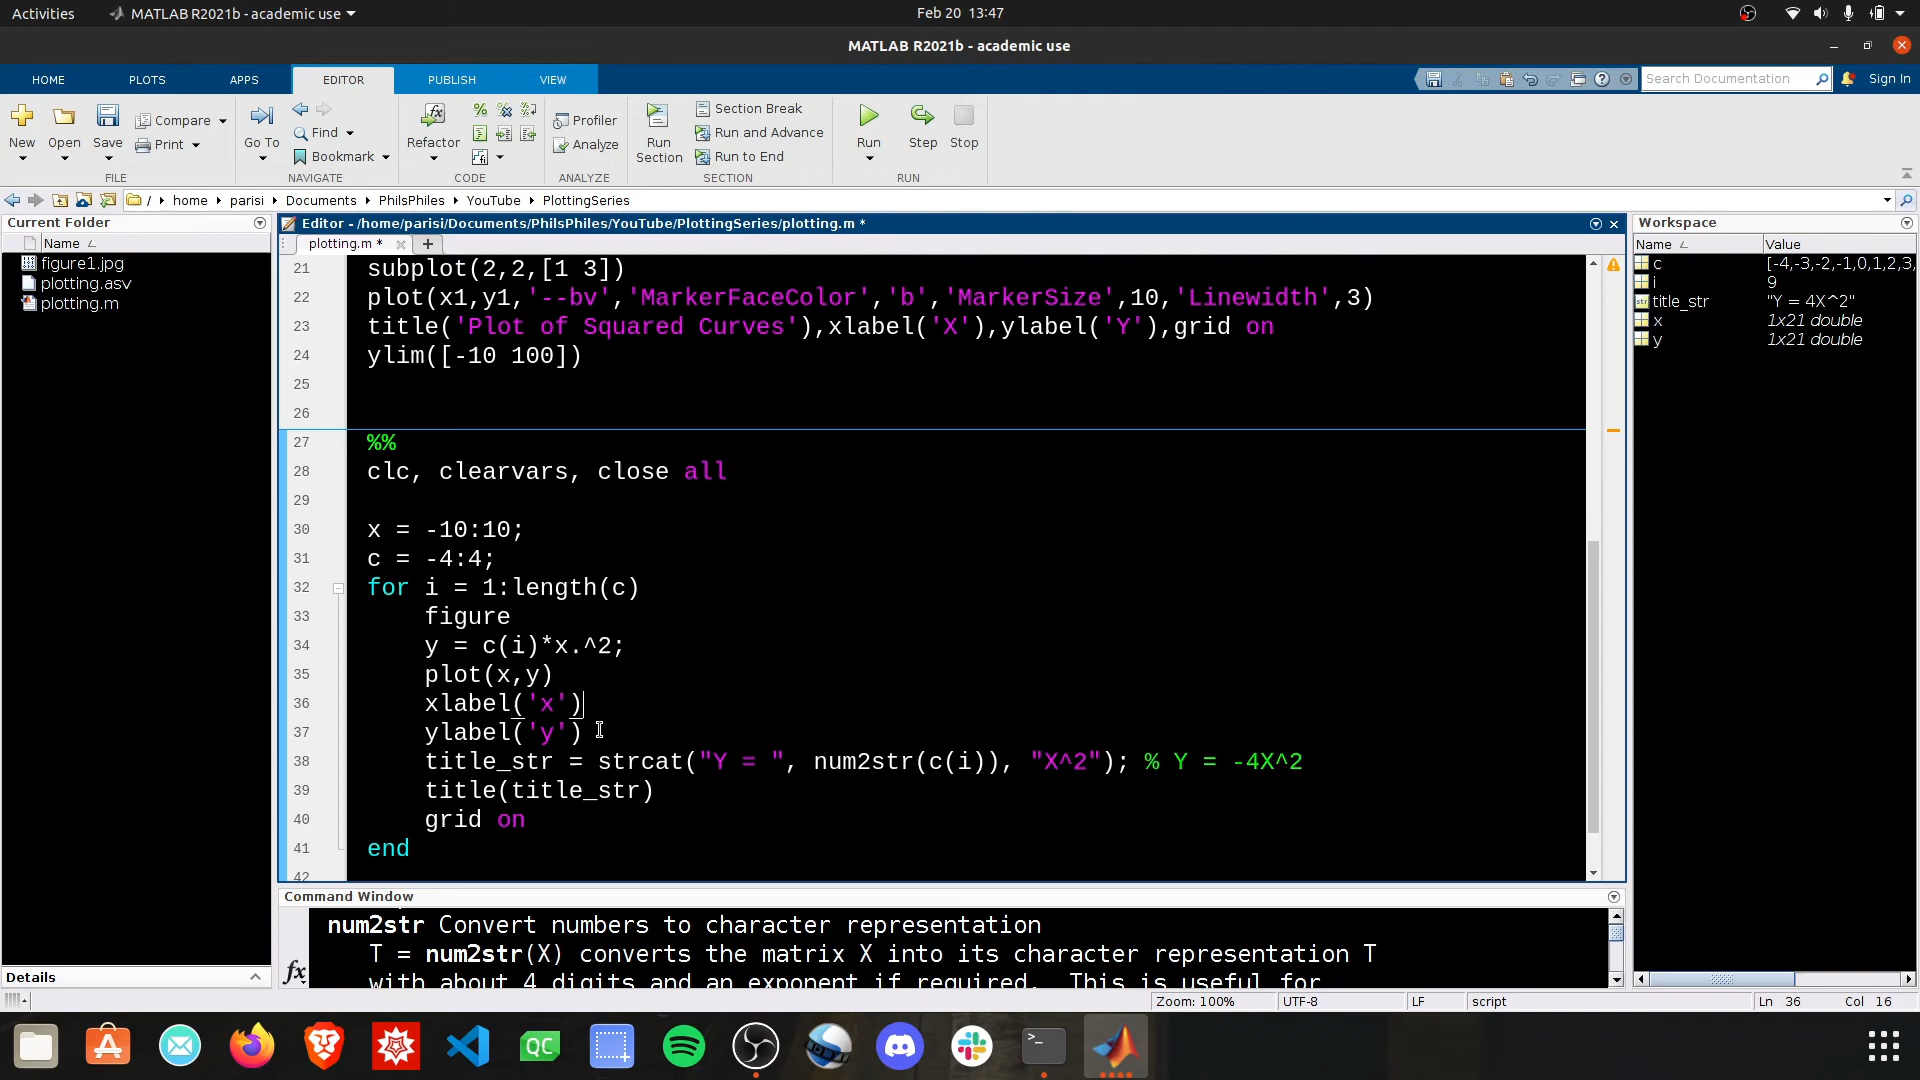 Activities
MATLAB R2021b - academic use
Feb 20 13:47
MATLAB R2021b - academic use
HOME
PLOTS
APPS
EDITOR
PUBLISH
VIEW
Search Documentation
Sign In
New
Open
Save
Compare
Print
Go To
Find
Bookmark
Refactor
Profiler
Analyze
Run Section
Section Break
Run and Advance
Run to End
Run
Step
Stop
FILE
NAVIGATE
CODE
ANALYZE
SECTION
RUN
/ home parisi Documents PhilsPhiles YouTube PlottingSeries
Current Folder
Name
figure1.jpg
plotting.asv
plotting.m
Details
Editor - /home/parisi/Documents/PhilsPhiles/YouTube/PlottingSeries/plotting.m *
plotting.m *
21 subplot(2,2,[1 3])
22 plot(x1,y1,'--bv','MarkerFaceColor','b','MarkerSize',10,'Linewidth',3)
23 title('Plot of Squared Curves'),xlabel('X'),ylabel('Y'),grid on
24 ylim([-10 100])
25
26
27 %%
28 clc, clearvars, close all
29
30 x = -10:10;
31 c = -4:4;
32 for i = 1:length(c)
33 figure
34 y = c(i)*x.^2;
35 plot(x,y)
36 xlabel('x')
37 ylabel('y')
38 title_str = strcat("Y = ", num2str(c(i)), "X^2"); % Y = -4X^2
39 title(title_str)
40 grid on
41 end
42
Command Window
num2str Convert numbers to character representation
T = num2str(X) converts the matrix X into its character representation T
with about 4 digits and an exponent if required. This is useful for
fx
Workspace
Name Value
c [-4,-3,-2,-1,0,1,2,3,
i 9
title_str "Y = 4X^2"
x 1x21 double
y 1x21 double
Zoom: 100%
UTF-8
LF
script
Ln 36 Col 16
QC